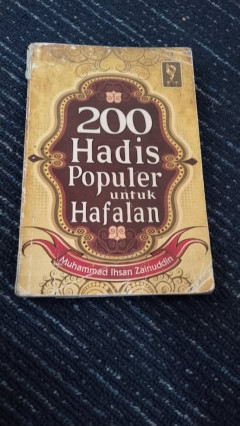 200
Hadis
Populer
untuk
Hafalan
Muhammad Ihsan Zainuddin